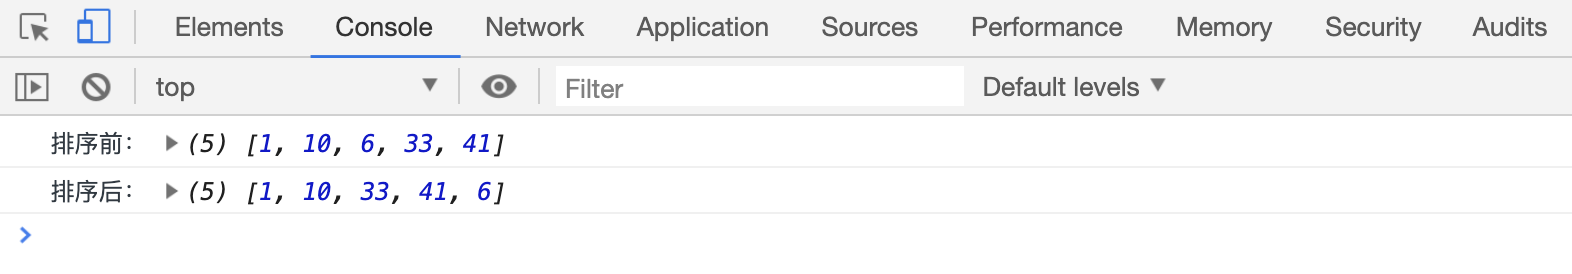 Elements Console Network Application Sources Performance Memory Security Audits
top Filter Default levels
排序前: (5) [1, 10, 6, 33, 41]
排序后: (5) [1, 10, 33, 41, 6]